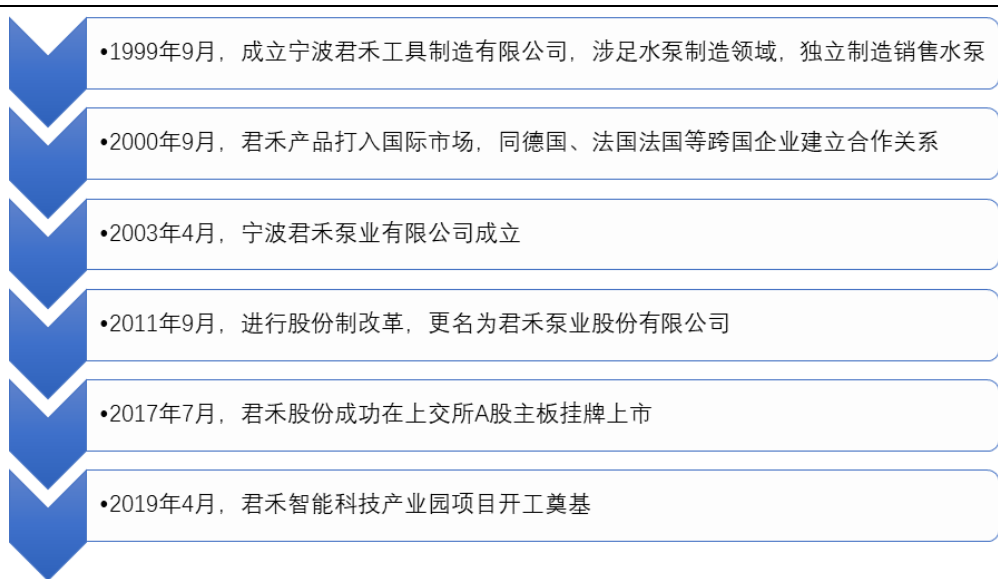 •1999年9月，成立宁波君禾工具制造有限公司，涉足水泵制造领域，独立制造销售水泵
•2000年9月，君禾产品打入国际市场，同德国、法国法国等跨国企业建立合作关系
•2003年4月，宁波君禾泵业有限公司成立
•2011年9月，进行股份制改革，更名为君禾泵业股份有限公司
•2017年7月，君禾股份成功在上交所A股主板挂牌上市
•2019年4月，君禾智能科技产业园项目开工奠基